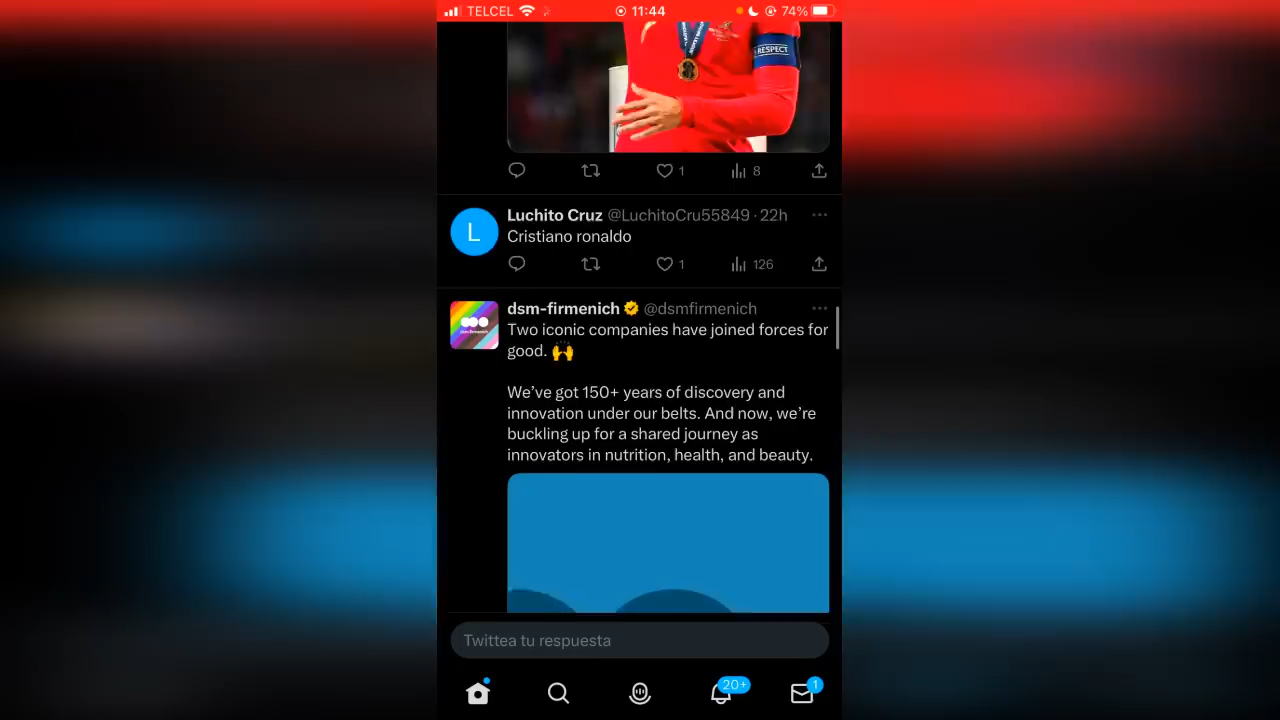 TELCEL 11:44 74%
RESPECT
1 8
Luchito Cruz @LuchitoCru55849 · 22h
Cristiano ronaldo
1 126
dsm-firmenich @dsmfirmenich
Two iconic companies have joined forces for
good. 🙌
We’ve got 150+ years of discovery and
innovation under our belts. And now, we’re
buckling up for a shared journey as
innovators in nutrition, health, and beauty.
Twittea tu respuesta
20+ 1